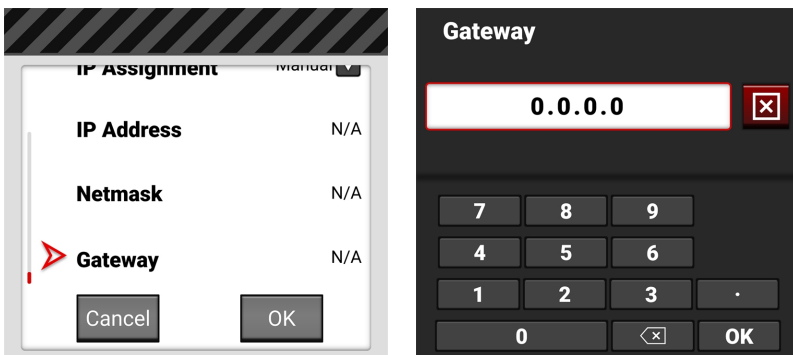 IP Assignment Manual
IP Address N/A
Netmask N/A
Gateway N/A
Cancel OK
Gateway
0.0.0.0
7 8 9
4 5 6
1 2 3 .
0 OK